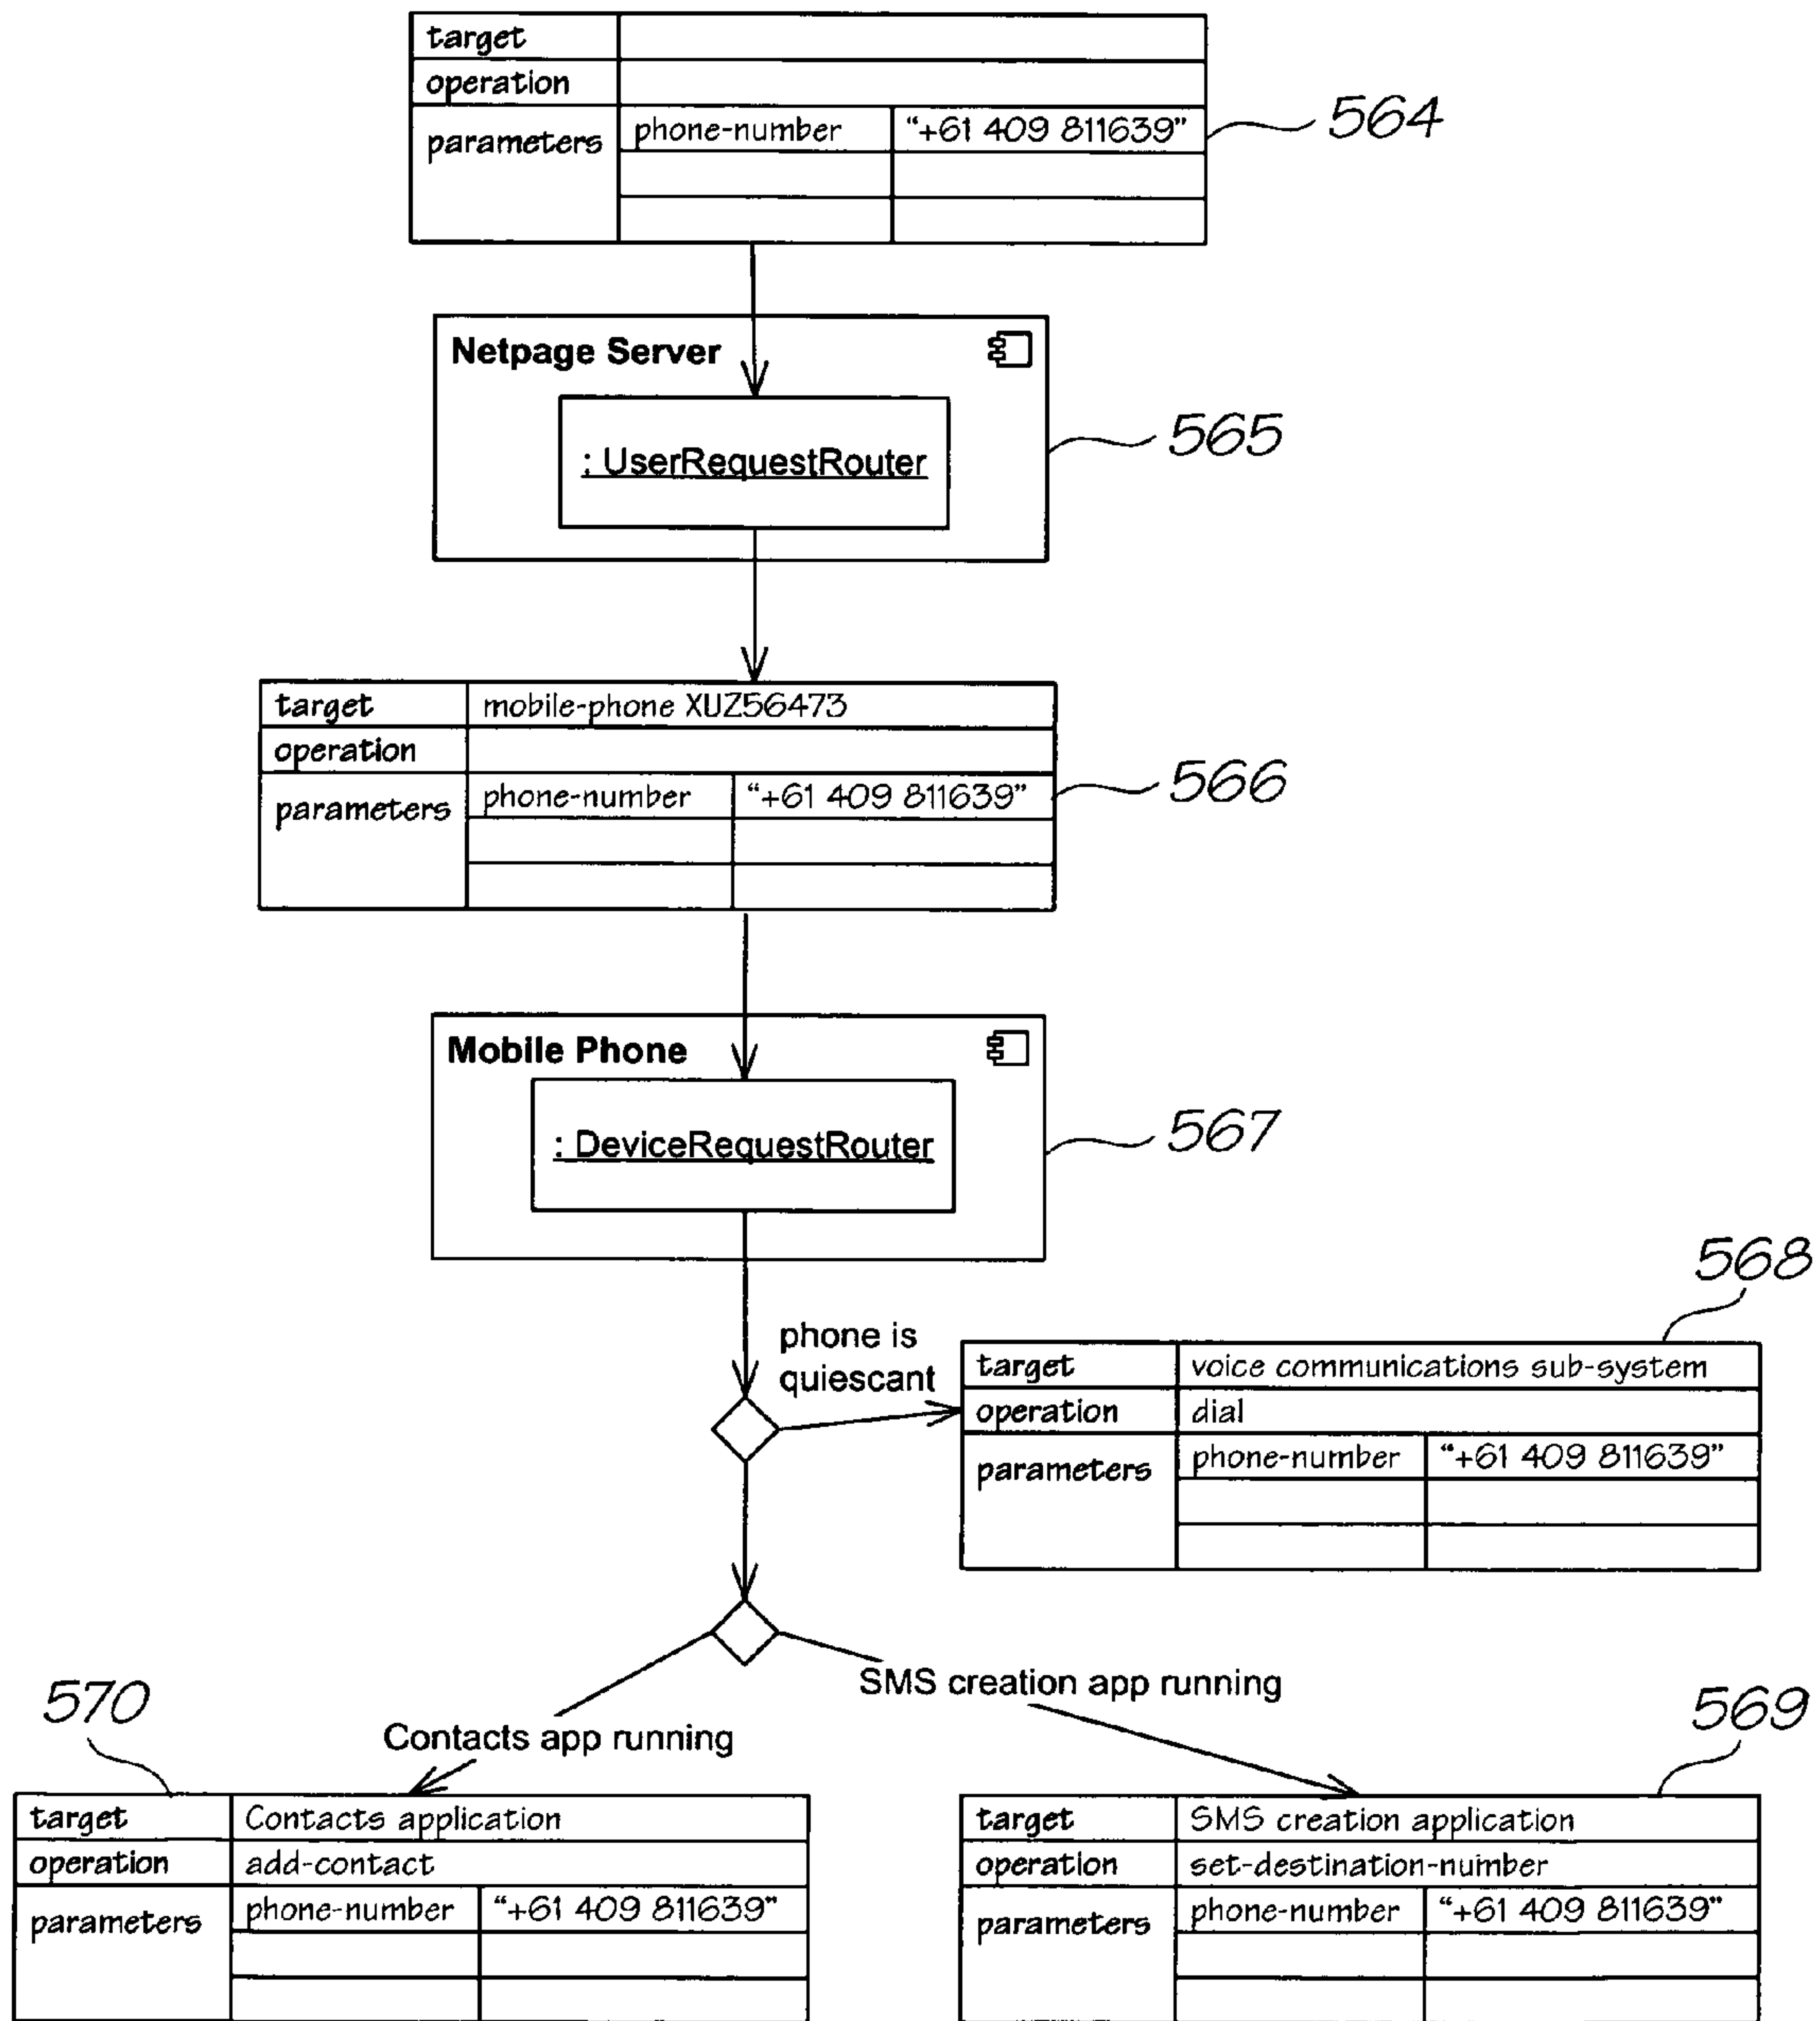 target
operation
parameters phone-number “+61 409 811639”
564
Netpage Server
: UserRequestRouter
565
target mobile-phone XUZ56473
operation
parameters phone-number “+61 409 811639”
566
Mobile Phone
: DeviceRequestRouter
567
568
phone is
quiescant
target voice communications sub-system
operation dial
parameters phone-number “+61 409 811639”
SMS creation app running
Contacts app running
570
target Contacts application
operation add-contact
parameters phone-number “+61 409 811639”
569
target SMS creation application
operation set-destination-number
parameters phone-number “+61 409 811639”